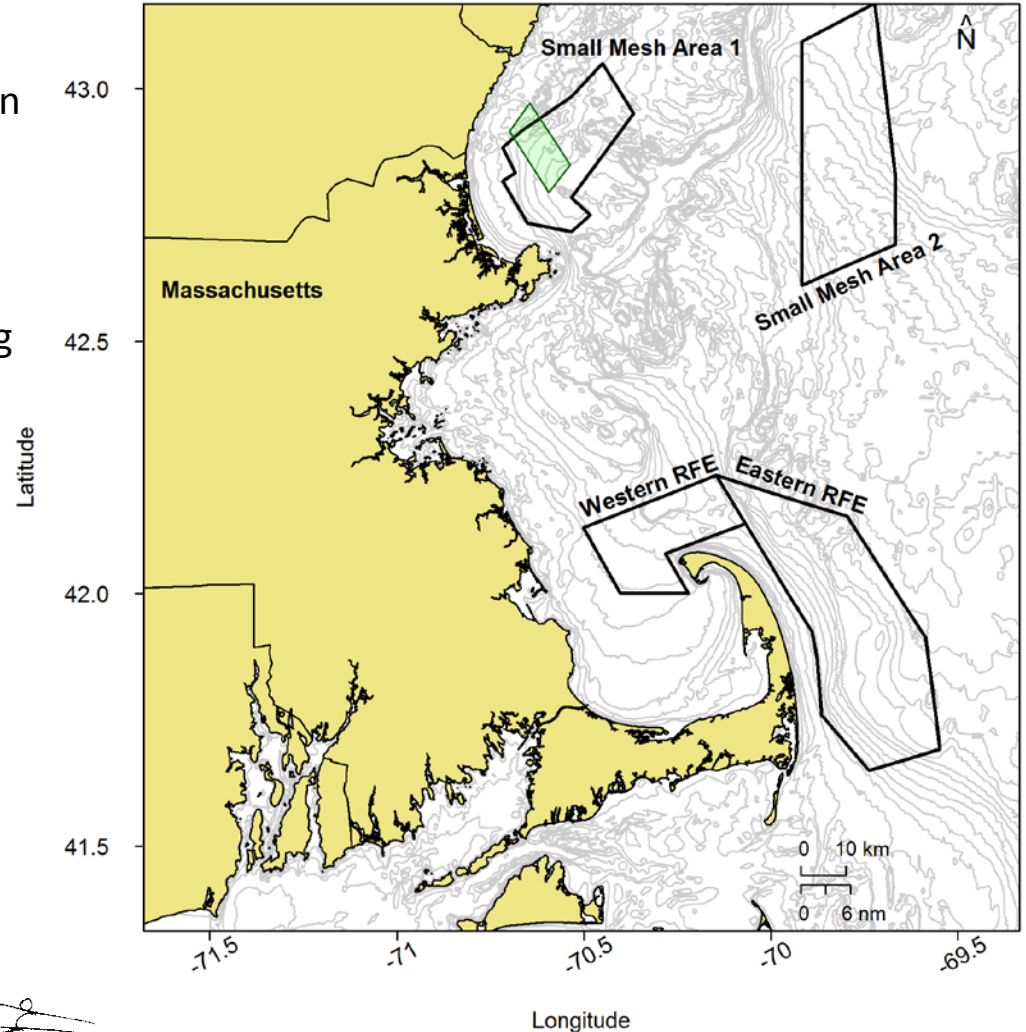 n
g
Small Mesh Area 1
N
43.0
Massachusetts
Small Mesh Area 2
42.5
Latitude
Western RFE
Eastern RFE
42.0
41.5
0 10 km
0 6 nm
-71.5 -71 -70.5 -70 -69.5
Longitude